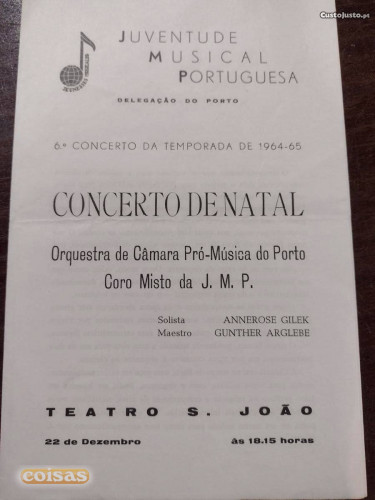 CustoJusto.pt
JUVENTUDE
MUSICAL
PORTUGUESA
DELEGAÇÃO DO PORTO
6.º CONCERTO DA TEMPORADA DE 1964-65
CONCERTO DE NATAL
Orquestra de Câmara Pró-Música do Porto
Coro Misto da J. M. P.
Solista ANNEROSE GILEK
Maestro GUNTHER ARGLEBE
TEATRO S. JOÃO
22 de Dezembro às 18.15 horas
coisas